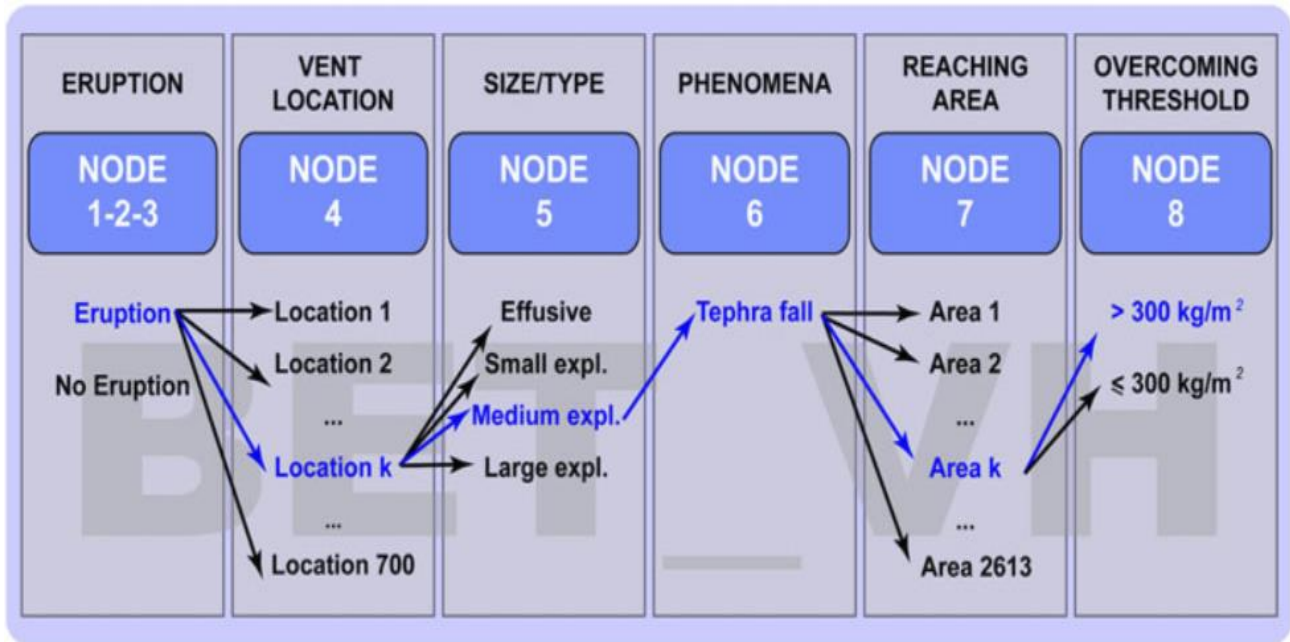 ERUPTION
NODE
1-2-3
Eruption
No Eruption
VENT
LOCATION
NODE
4
Location 1
Location 2
...
Location k
...
Location 700
SIZE/TYPE
NODE
5
Effusive
Small expl.
Medium expl.
Large expl.
PHENOMENA
NODE
6
Tephra fall
REACHING
AREA
NODE
7
Area 1
Area 2
...
Area k
...
Area 2613
OVERCOMING
THRESHOLD
NODE
8
> 300 kg/m²
⩽ 300 kg/m²
BET_VH